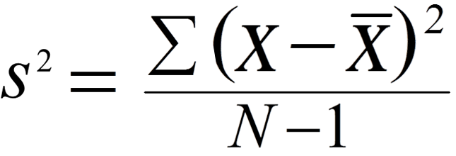 s² = ∑(X − X̄)² / N − 1